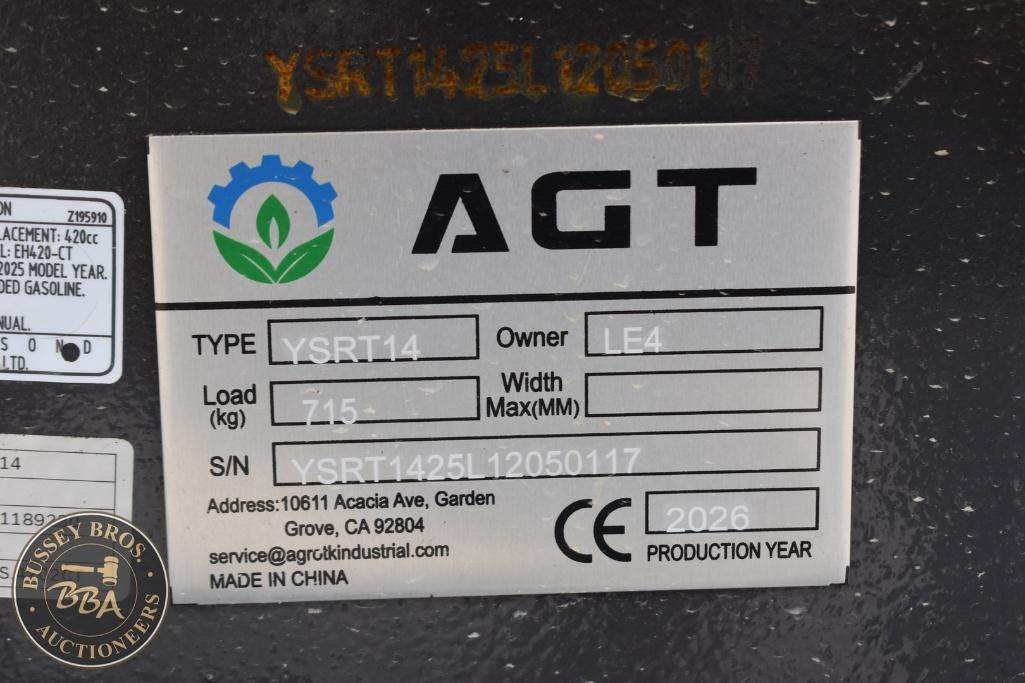 YSRT1425L12050117
AGT
TYPE YSRT14 Owner LE4
Load (kg) 715 Width Max(MM)
S/N YSRT1425L12050117
Address:10611 Acacia Ave, Garden
Grove, CA 92804
service@agrotkindustrial.com
MADE IN CHINA
CE 2026
PRODUCTION YEAR
ON Z195910
LACEMENT: 420cc
L: EH420-CT
2025 MODEL YEAR.
DED GASOLINE.
NUAL.
S O N D
LTD.
14
BUSSEY BROS.
BBA
AUCTIONEERS